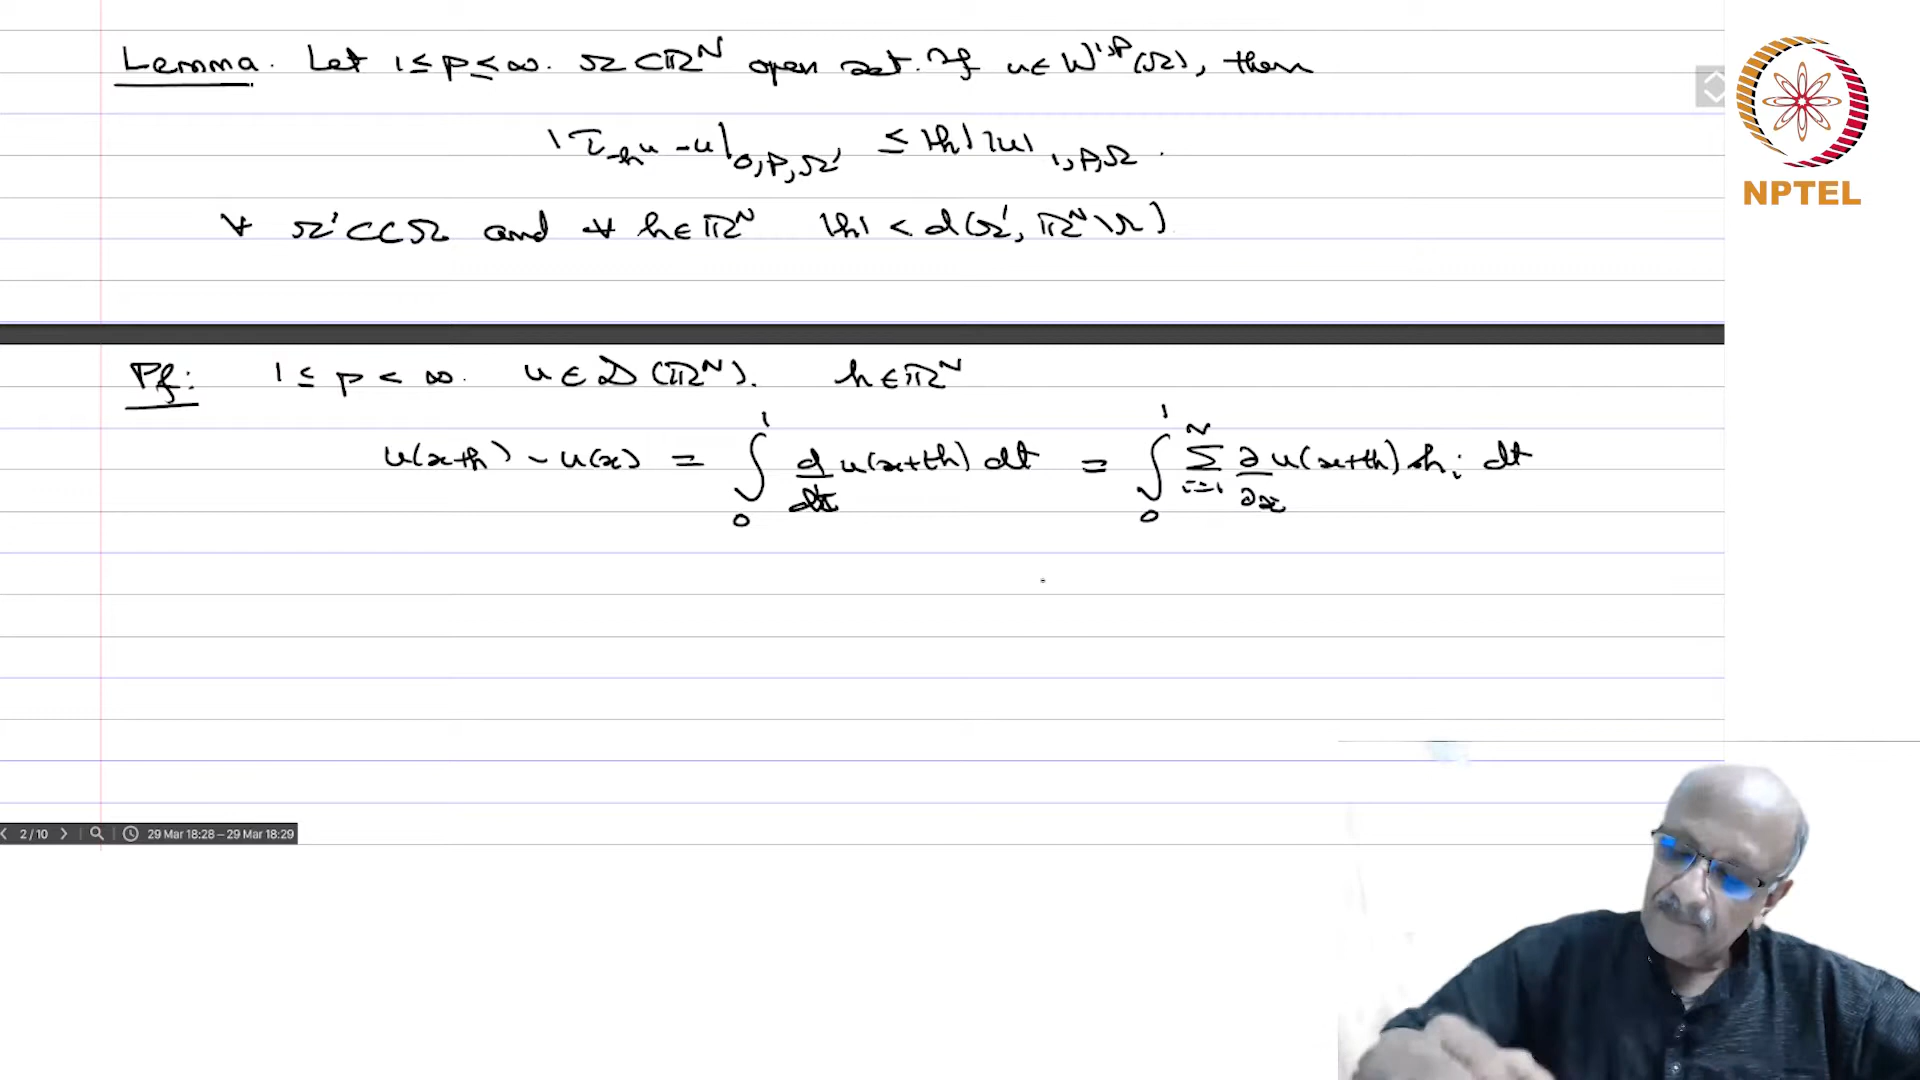 Lemma. Let 1 ≤ p ≤ ∞. Ω ⊂ ℝ^N open set. If u ∈ W^{1,p}(Ω), then
|τ_{-h}u - u|_{0,p,Ω'} ≤ |h| |u|_{1,p,Ω}.
∀ Ω' ⊂⊂ Ω and ∀ h ∈ ℝ^N |h| < d(Ω', ℝ^N \ Ω)
Pf: 1 ≤ p < ∞. u ∈ 𝒟(ℝ^N). h ∈ ℝ^N
u(x+h) - u(x) = ∫_0^1 d/dt u(x+th) dt = ∫_0^1 Σ_{i=1}^N ∂/∂x u(x+th) h_i dt
2 / 10
29 Mar 18:28 – 29 Mar 18:29
NPTEL